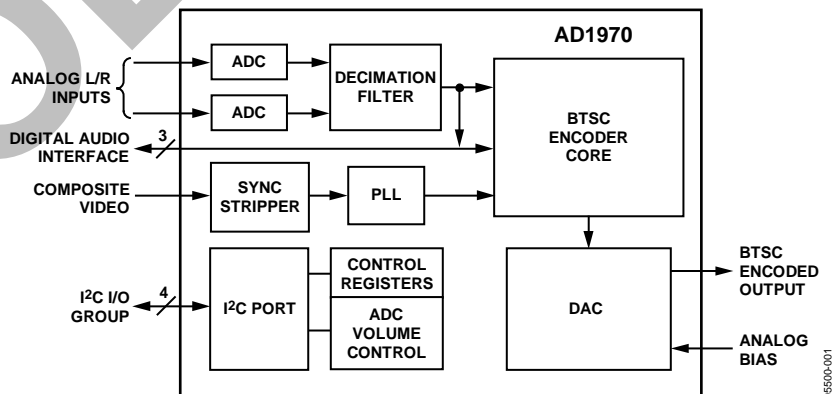 AD1970
ANALOG L/R
INPUTS
ADC
ADC
DECIMATION
FILTER
BTSC
ENCODER
CORE
DIGITAL AUDIO
INTERFACE
3
COMPOSITE
VIDEO
SYNC
STRIPPER
PLL
I2C I/O
GROUP
4
I2C PORT
CONTROL
REGISTERS
ADC
VOLUME
CONTROL
DAC
BTSC
ENCODED
OUTPUT
ANALOG
BIAS